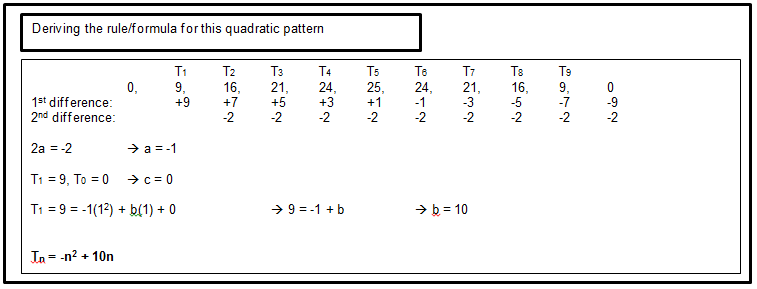 Deriving the rule/formula for this quadratic pattern
T1 T2 T3 T4 T5 T6 T7 T8 T9
0, 9, 16, 21, 24, 25, 24, 21, 16, 9, 0
1st difference: +9 +7 +5 +3 +1 -1 -3 -5 -7 -9
2nd difference: -2 -2 -2 -2 -2 -2 -2 -2 -2
2a = -2 → a = -1
T1 = 9, T0 = 0 → c = 0
T1 = 9 = -1(1²) + b(1) + 0 → 9 = -1 + b → b = 10
Tn = -n² + 10n